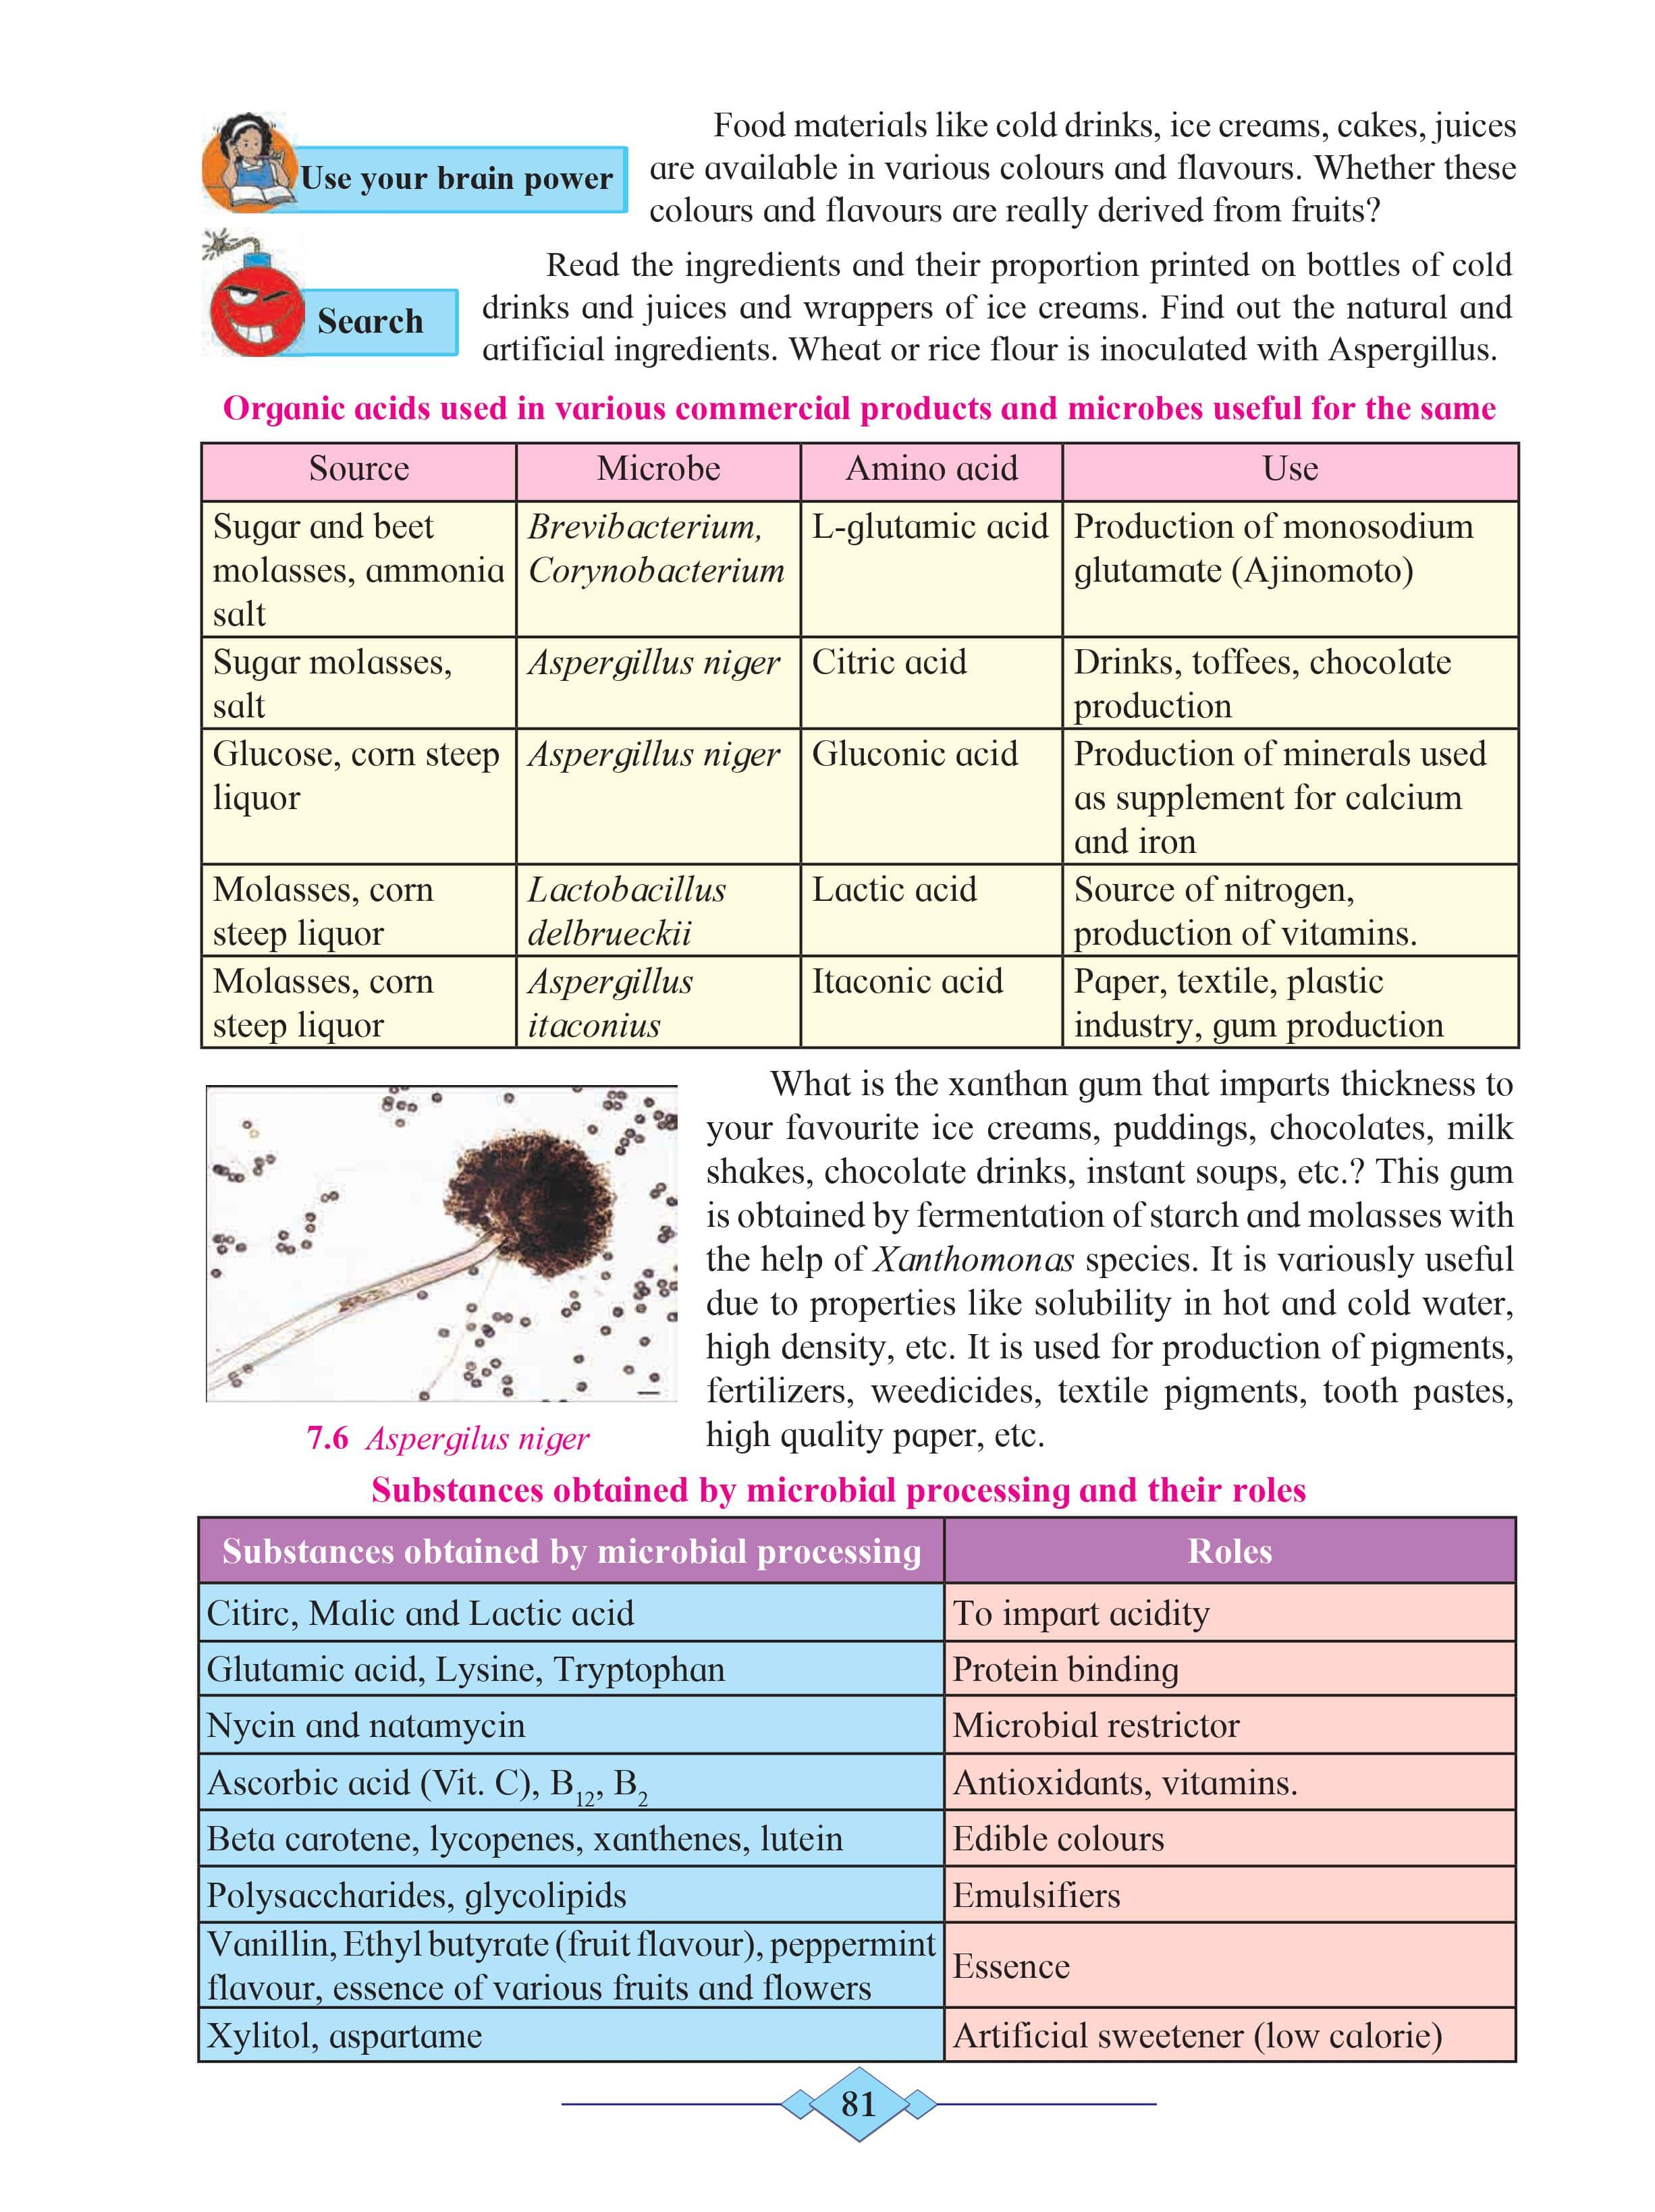 Use your brain power
Food materials like cold drinks, ice creams, cakes, juices
are available in various colours and flavours. Whether these
colours and flavours are really derived from fruits?
Search
Read the ingredients and their proportion printed on bottles of cold
drinks and juices and wrappers of ice creams. Find out the natural and
artificial ingredients. Wheat or rice flour is inoculated with Aspergillus.
Organic acids used in various commercial products and microbes useful for the same
Source Microbe Amino acid Use
Sugar and beet Brevibacterium, L-glutamic acid Production of monosodium
molasses, ammonia Corynobacterium glutamate (Ajinomoto)
salt
Sugar molasses, Aspergillus niger Citric acid Drinks, toffees, chocolate
salt production
Glucose, corn steep Aspergillus niger Gluconic acid Production of minerals used
liquor as supplement for calcium
and iron
Molasses, corn Lactobacillus Lactic acid Source of nitrogen,
steep liquor delbrueckii production of vitamins.
Molasses, corn Aspergillus Itaconic acid Paper, textile, plastic
steep liquor itaconius industry, gum production
What is the xanthan gum that imparts thickness to
your favourite ice creams, puddings, chocolates, milk
shakes, chocolate drinks, instant soups, etc.? This gum
is obtained by fermentation of starch and molasses with
the help of Xanthomonas species. It is variously useful
due to properties like solubility in hot and cold water,
high density, etc. It is used for production of pigments,
fertilizers, weedicides, textile pigments, tooth pastes,
high quality paper, etc.
7.6 Aspergilus niger
Substances obtained by microbial processing and their roles
Substances obtained by microbial processing Roles
Citirc, Malic and Lactic acid To impart acidity
Glutamic acid, Lysine, Tryptophan Protein binding
Nycin and natamycin Microbial restrictor
Ascorbic acid (Vit. C), B12, B2 Antioxidants, vitamins.
Beta carotene, lycopenes, xanthenes, lutein Edible colours
Polysaccharides, glycolipids Emulsifiers
Vanillin, Ethyl butyrate (fruit flavour), peppermint
flavour, essence of various fruits and flowers Essence
Xylitol, aspartame Artificial sweetener (low calorie)
81